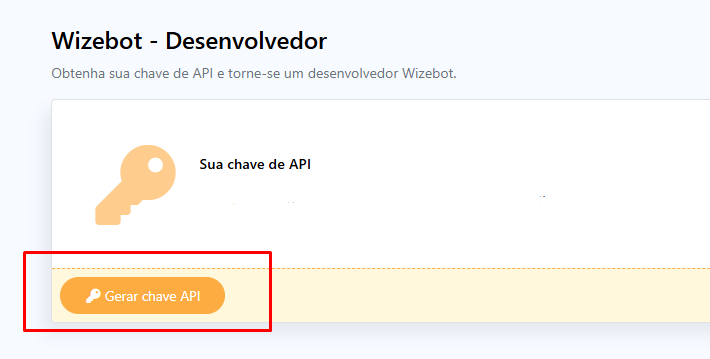 Wizebot - Desenvolvedor
Obtenha sua chave de API e torne-se um desenvolvedor Wizebot.
Sua chave de API
Gerar chave API